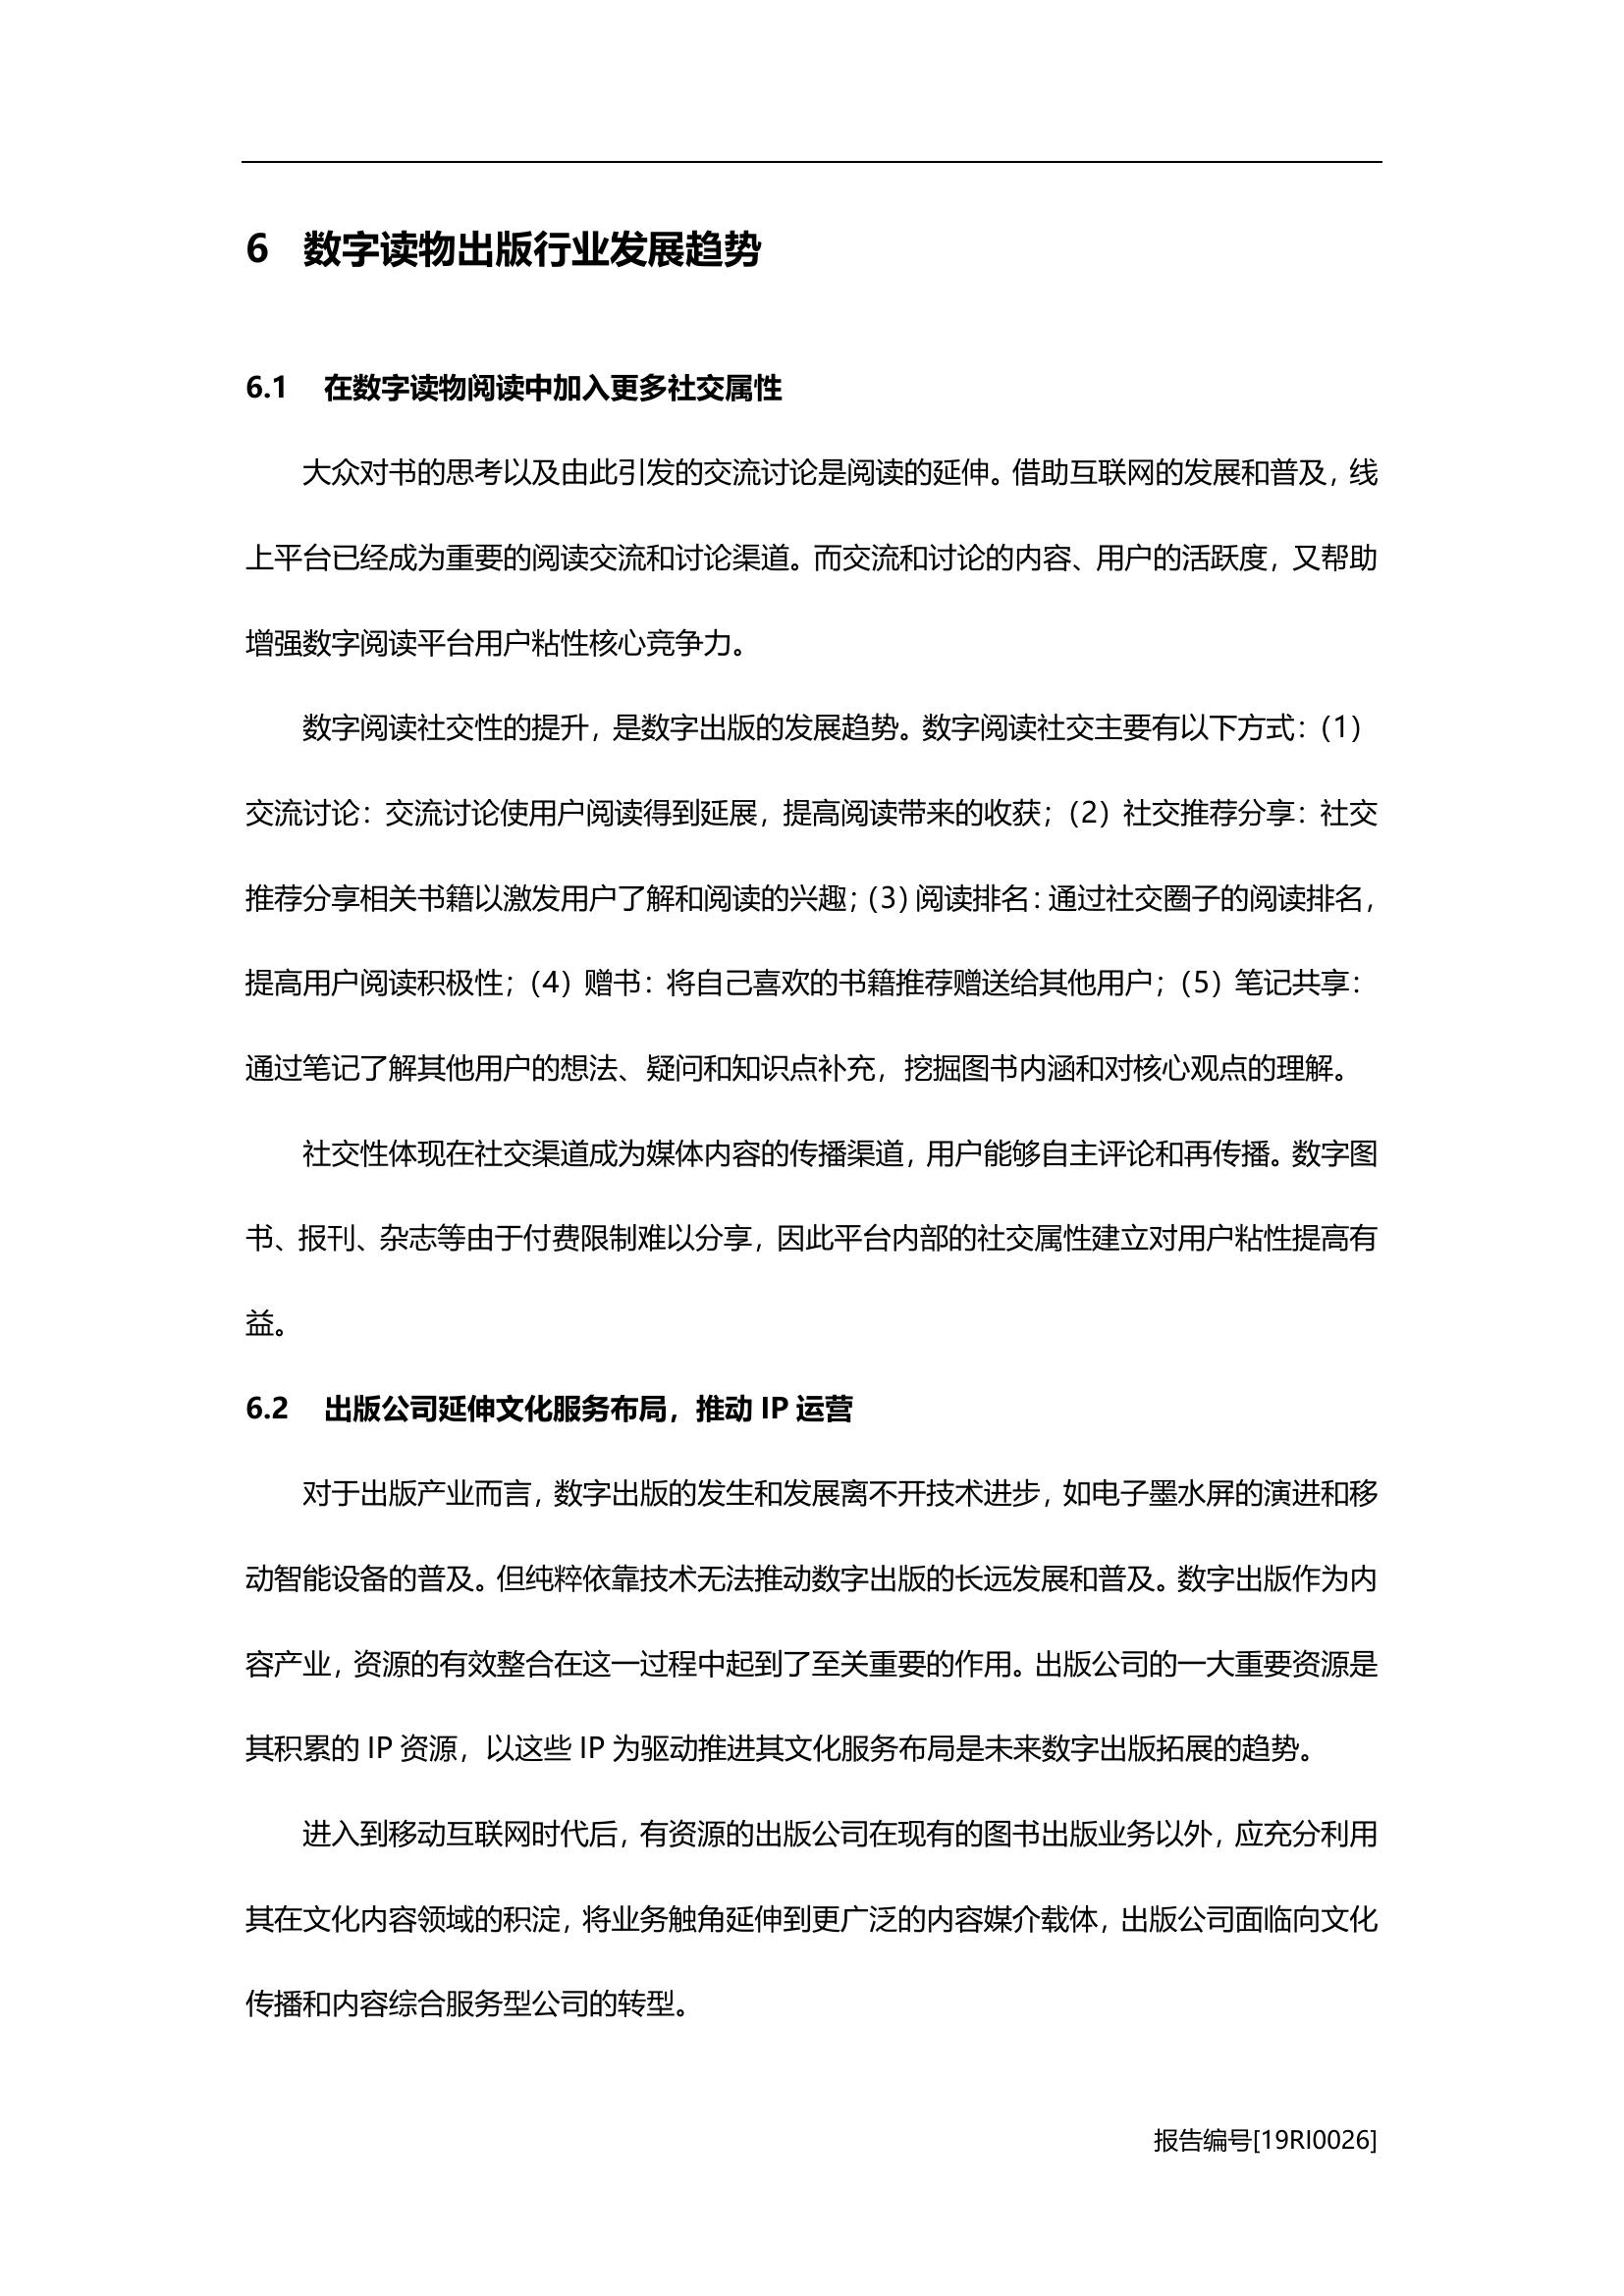 6 数字读物出版行业发展趋势
6.1 在数字读物阅读中加入更多社交属性
大众对书的思考以及由此引发的交流讨论是阅读的延伸。借助互联网的发展和普及，线
上平台已经成为重要的阅读交流和讨论渠道。而交流和讨论的内容、用户的活跃度，又帮助
增强数字阅读平台用户粘性核心竞争力。
数字阅读社交性的提升，是数字出版的发展趋势。数字阅读社交主要有以下方式：（1）
交流讨论：交流讨论使用户阅读得到延展，提高阅读带来的收获；（2）社交推荐分享：社交
推荐分享相关书籍以激发用户了解和阅读的兴趣；（3）阅读排名：通过社交圈子的阅读排名，
提高用户阅读积极性；（4）赠书：将自己喜欢的书籍推荐赠送给其他用户；（5）笔记共享：
通过笔记了解其他用户的想法、疑问和知识点补充，挖掘图书内涵和对核心观点的理解。
社交性体现在社交渠道成为媒体内容的传播渠道，用户能够自主评论和再传播。数字图
书、报刊、杂志等由于付费限制难以分享，因此平台内部的社交属性建立对用户粘性提高有
益。
6.2 出版公司延伸文化服务布局，推动 IP 运营
对于出版产业而言，数字出版的发生和发展离不开技术进步，如电子墨水屏的演进和移
动智能设备的普及。但纯粹依靠技术无法推动数字出版的长远发展和普及。数字出版作为内
容产业，资源的有效整合在这一过程中起到了至关重要的作用。出版公司的一大重要资源是
其积累的 IP 资源，以这些 IP 为驱动推进其文化服务布局是未来数字出版拓展的趋势。
进入到移动互联网时代后，有资源的出版公司在现有的图书出版业务以外，应充分利用
其在文化内容领域的积淀，将业务触角延伸到更广泛的内容媒介载体，出版公司面临向文化
传播和内容综合服务型公司的转型。
报告编号[19RI0026]